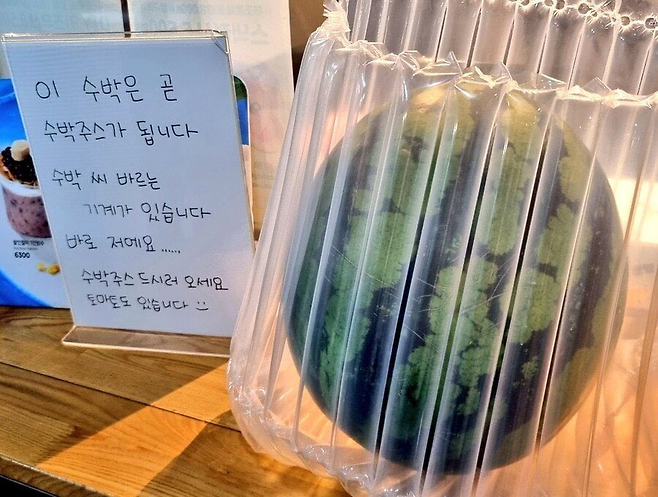 이 수박은 곧
수박주스가 됩니다
수박 씨 바르는
기계가 있습니다
바로 저예요......
수박주스 드시러 오세요
토마토도 있습니다 :)
6300